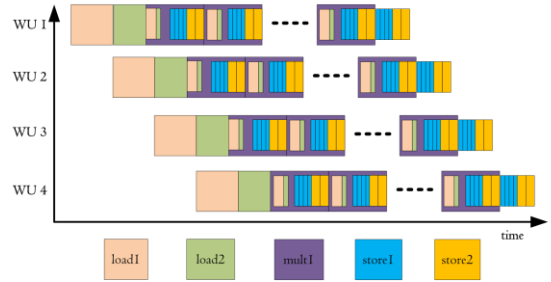 WU 1
WU 2
WU 3
WU 4
time
load1
load2
mult1
store1
store2